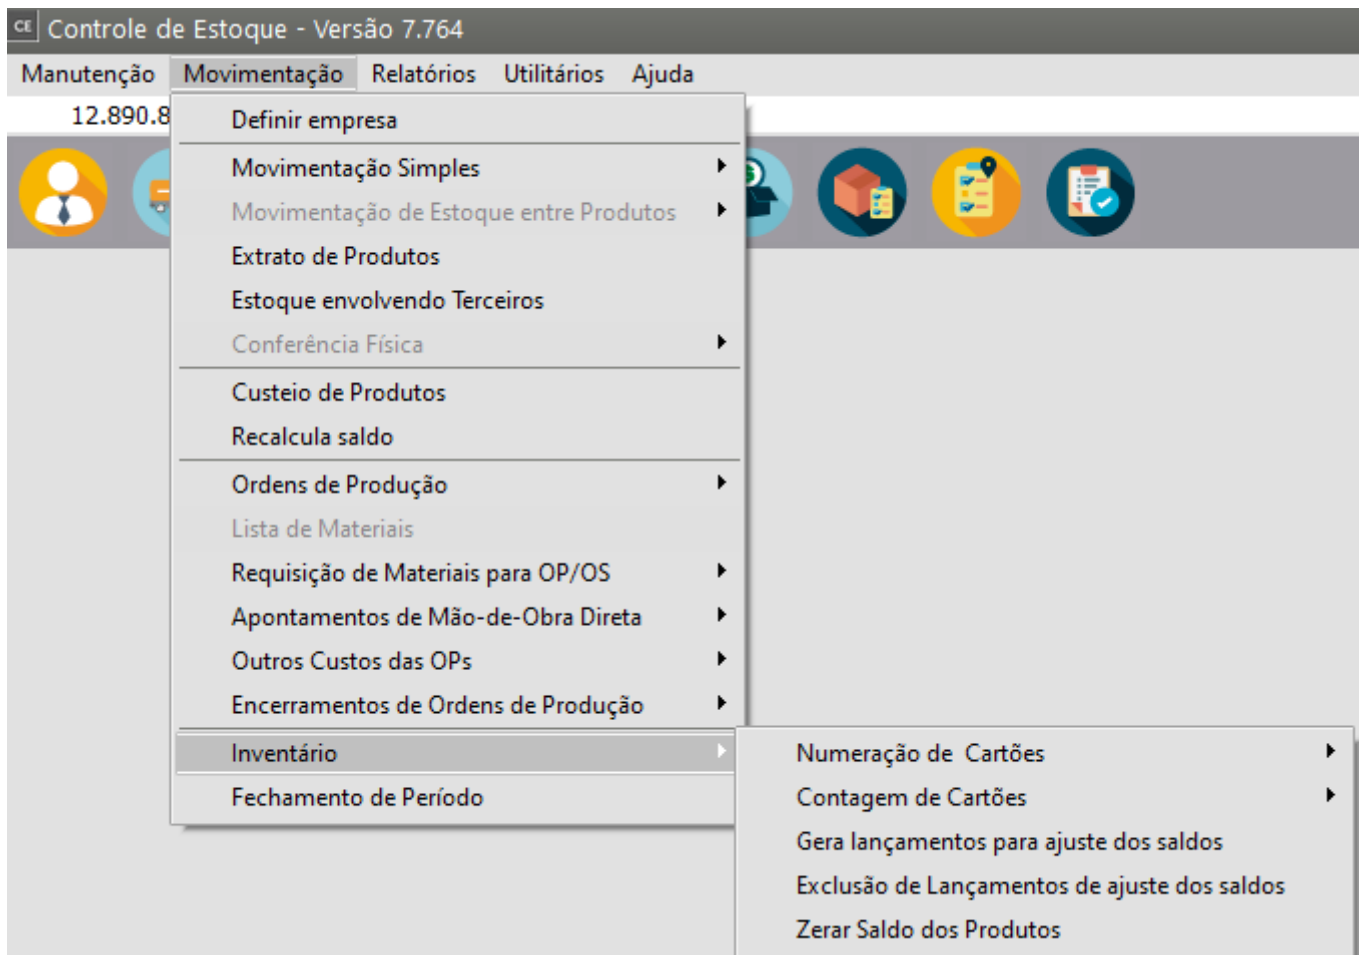 CE Controle de Estoque - Versão 7.764
Manutenção Movimentação Relatórios Utilitários Ajuda
12.890.8
Definir empresa
Movimentação Simples
Movimentação de Estoque entre Produtos
Extrato de Produtos
Estoque envolvendo Terceiros
Conferência Física
Custeio de Produtos
Recalcula saldo
Ordens de Produção
Lista de Materiais
Requisição de Materiais para OP/OS
Apontamentos de Mão-de-Obra Direta
Outros Custos das OPs
Encerramentos de Ordens de Produção
Inventário
Fechamento de Período
Numeração de Cartões
Contagem de Cartões
Gera lançamentos para ajuste dos saldos
Exclusão de Lançamentos de ajuste dos saldos
Zerar Saldo dos Produtos